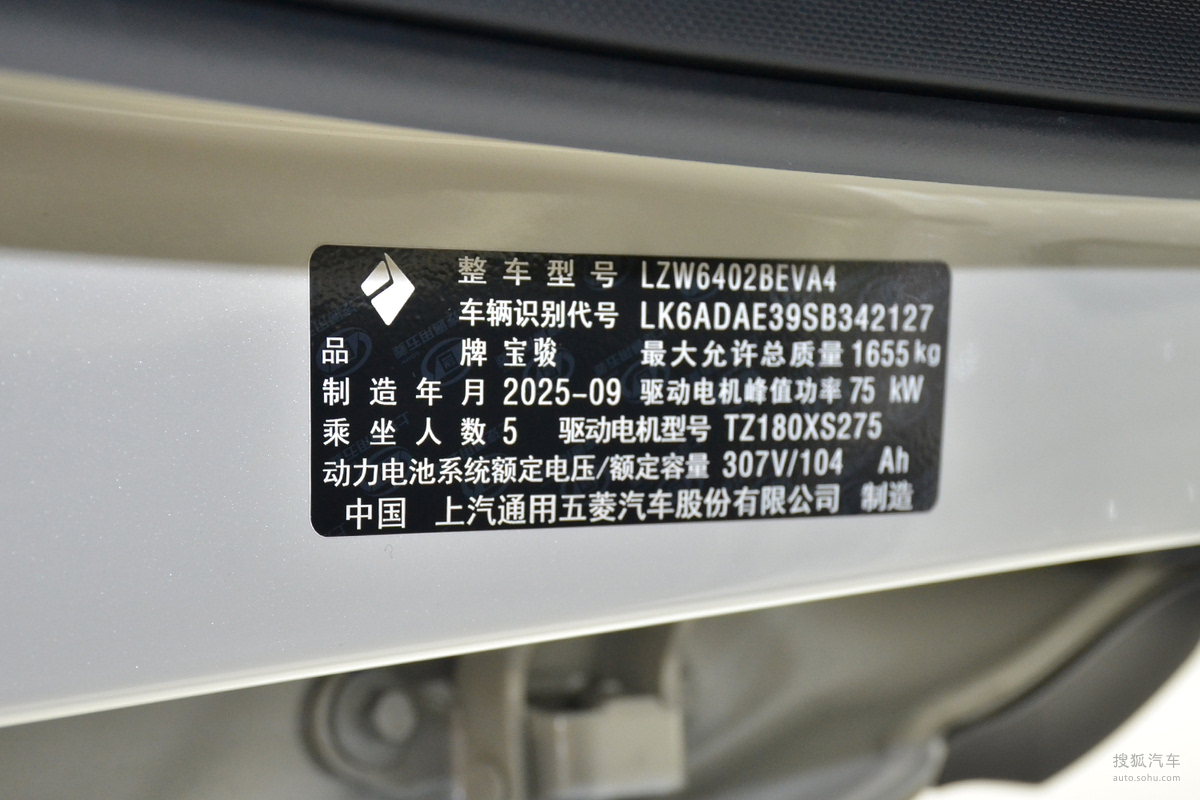 整车型号 LZW6402BEVA4
车辆识别代号 LK6ADAE39SB342127
品牌 宝骏 最大允许总质量 1655kg
制造年月 2025-09 驱动电机峰值功率 75 kW
乘坐人数 5 驱动电机型号 TZ180XS275
动力电池系统额定电压/额定容量 307V/104 Ah
中国 上汽通用五菱汽车股份有限公司 制造
搜狐汽车
auto.sohu.com